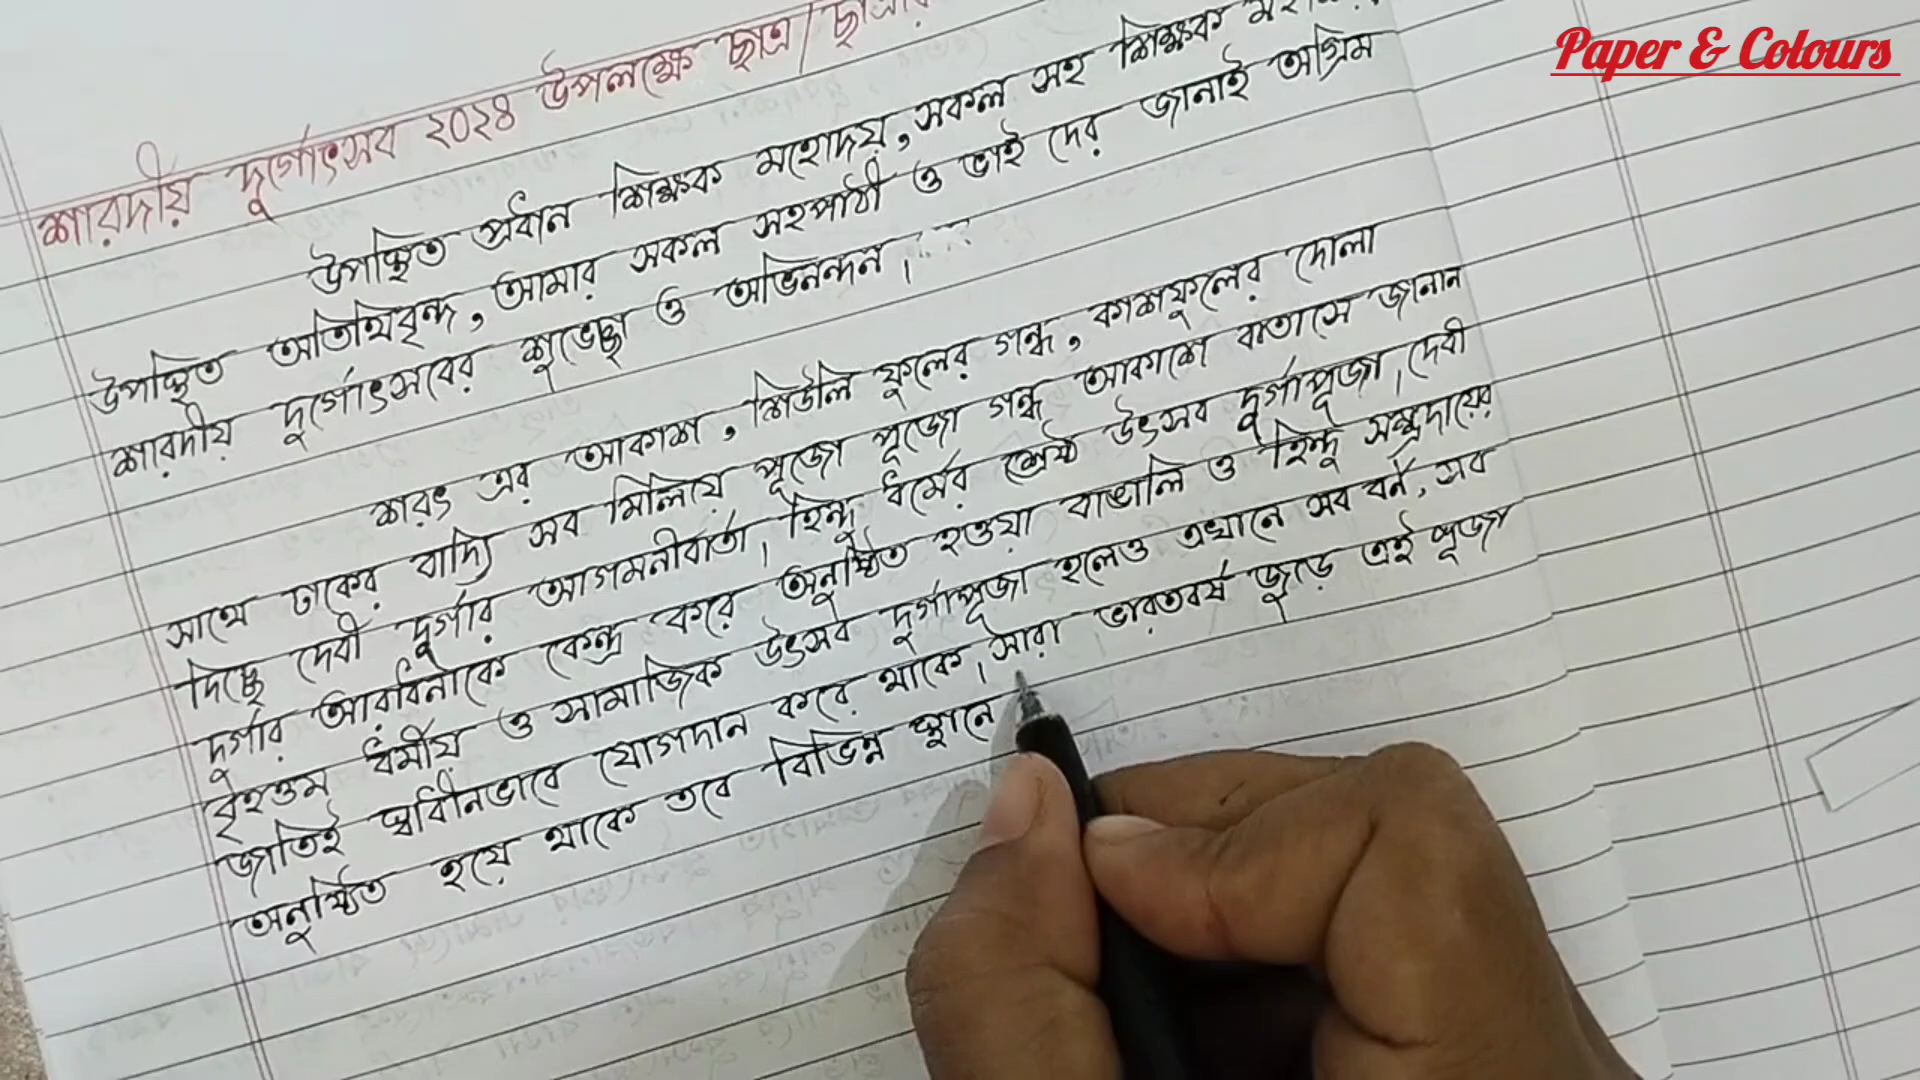 Paper & Colours
শারদীয় দুর্গোৎসব ২০২৪ উপলক্ষে ছাত্র/
উপস্থিত প্রধান শিক্ষক মহোদয়, সকল সহ শিক্ষক
উপস্থিত অতিথিবৃন্দ, আমার সকল সহপাঠী ও ভাই দের জানাই অগ্রিম
শারদীয় দুর্গোৎসবের শুভেচ্ছা ও অভিনন্দন।
শরৎ এর আকাশ, শিউলি ফুলের গন্ধ, কাশফুলের দোলা
সাথে ঢাকের বাদ্যি সব মিলিয়ে পূজো পূজো গন্ধ আকাশে বাতাসে জানান
দিচ্ছে দেবী দুর্গার আগমনীবার্তা। হিন্দু ধর্মের শ্রেষ্ঠ উৎসব দুর্গাপূজা। দেবী
দুর্গার আরাধনাকে কেন্দ্র করে অনুষ্ঠিত হওয়া বাঙালি ও হিন্দু সম্প্রদায়ের
বৃহত্তম ধর্মীয় ও সামাজিক উৎসব দুর্গাপূজা হলেও এখানে সব বর্ন, সব
জাতিই স্বাধীনভাবে যোগদান করে থাকে। সারা ভারতবর্ষ জুড়ে এই পূজা
অনুষ্ঠিত হয়ে থাকে তবে বিভিন্ন স্থানে